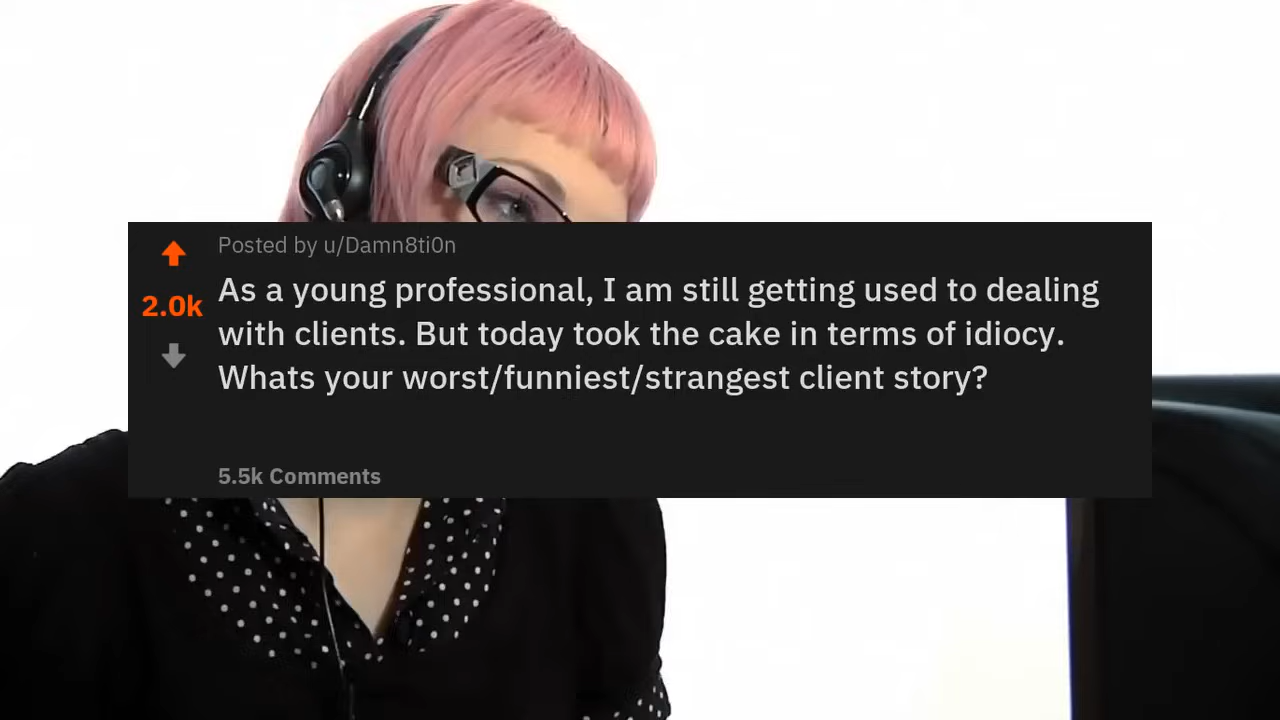 Posted by u/Damn8ti0n
2.0k
As a young professional, I am still getting used to dealing
with clients. But today took the cake in terms of idiocy.
Whats your worst/funniest/strangest client story?
5.5k Comments